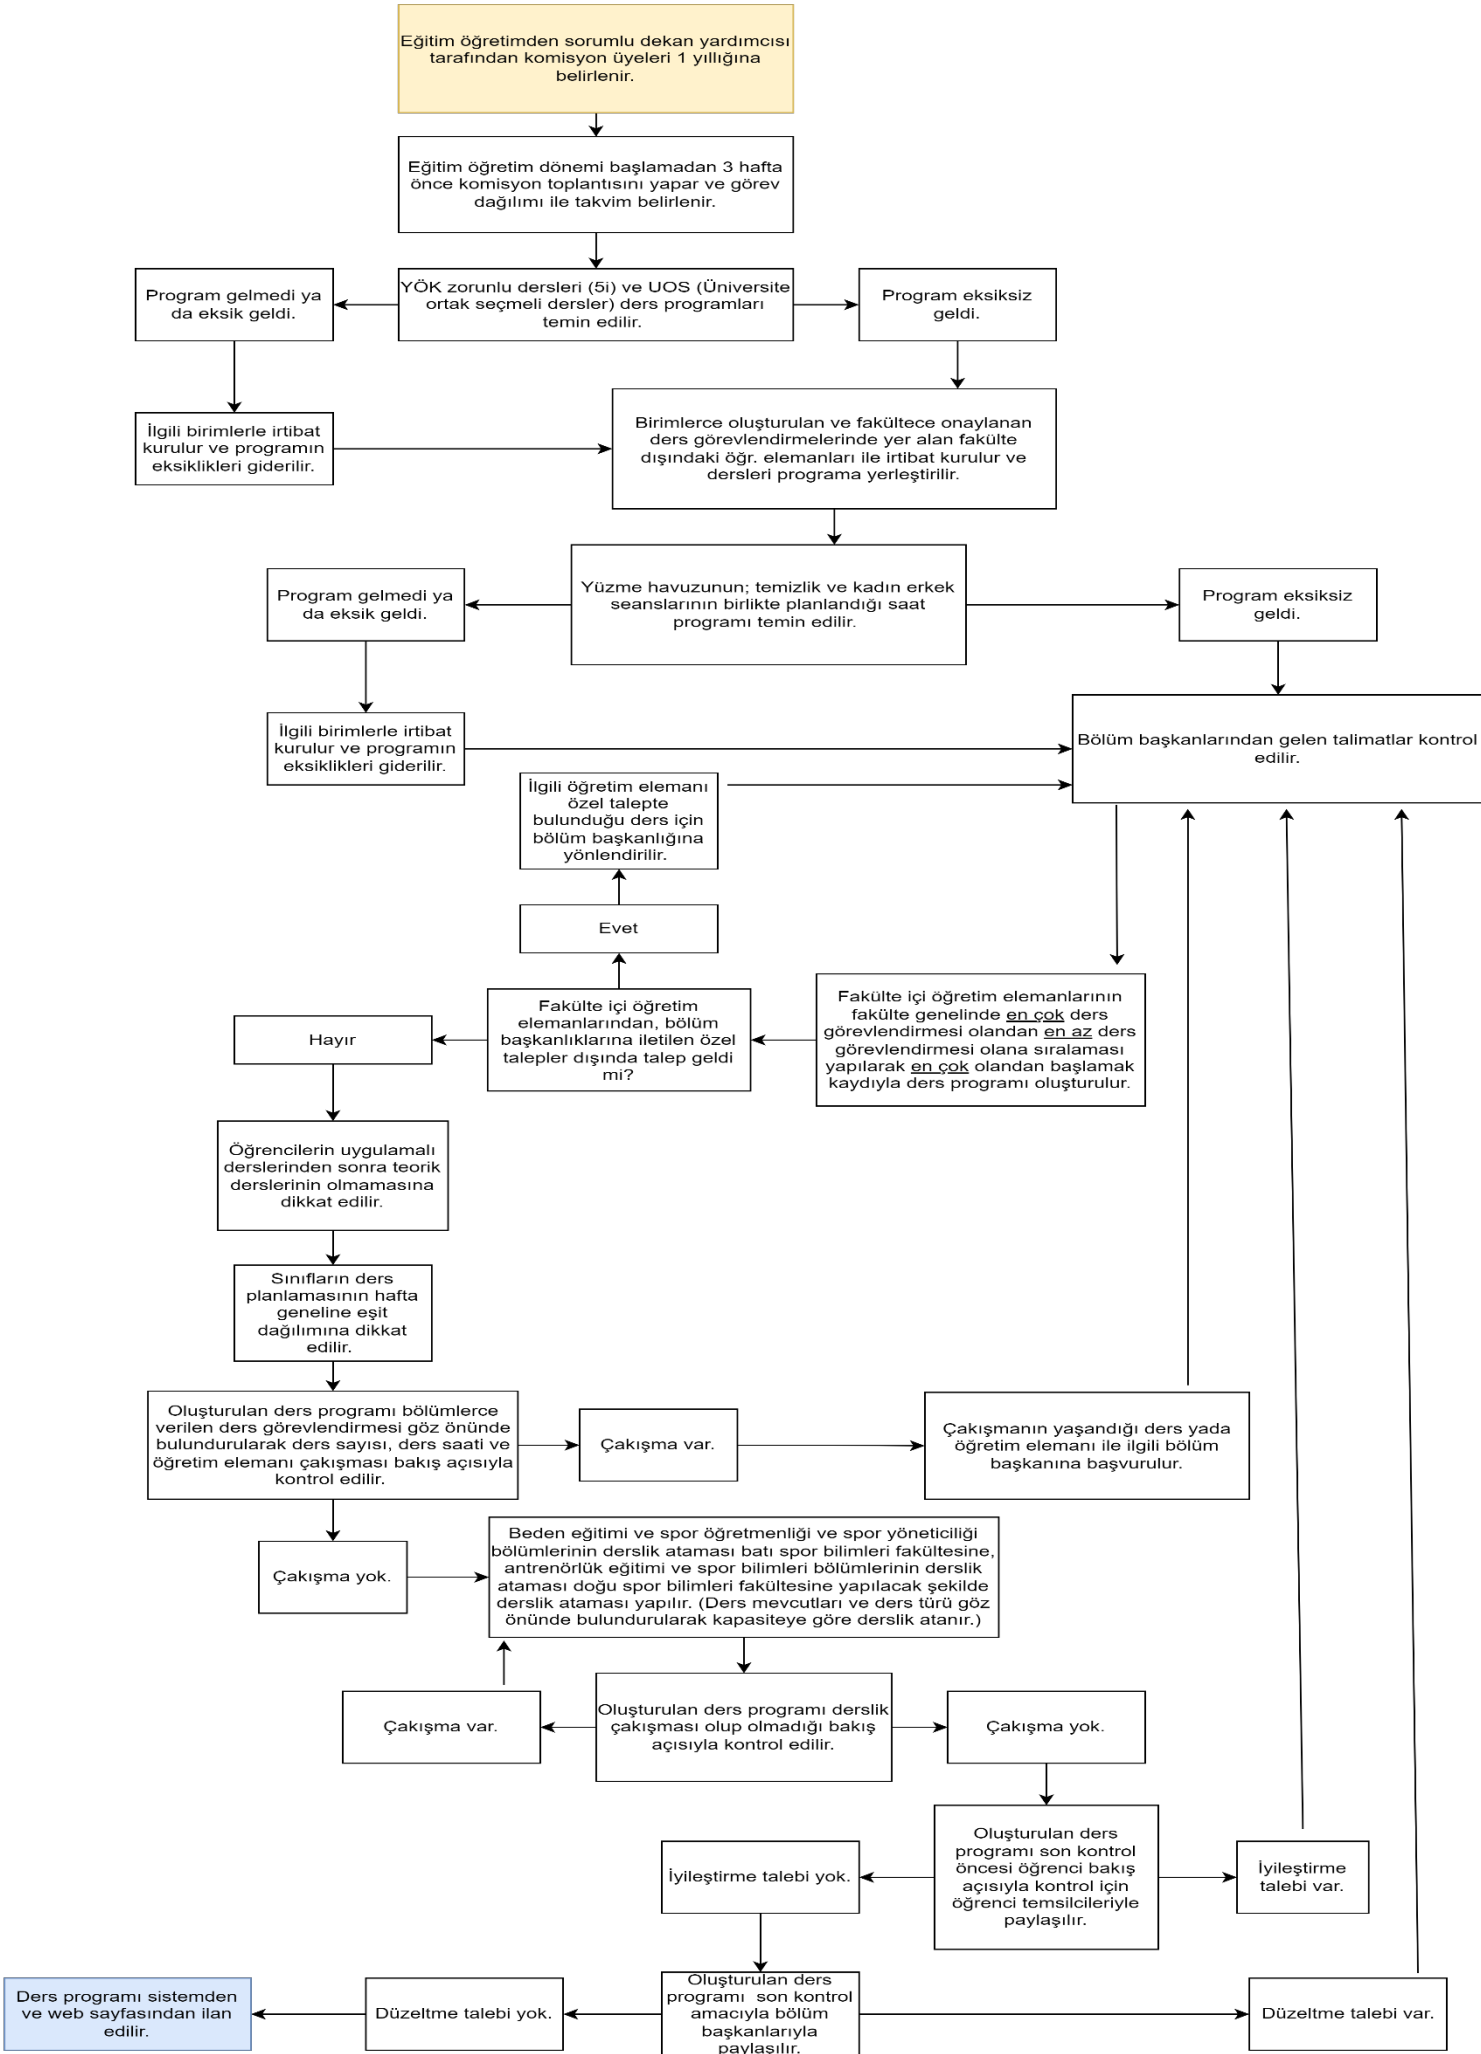 Eğitim öğretimden sorumlu dekan yardımcısı
tarafından komisyon üyeleri 1 yıllığına
belirlenir.
Eğitim öğretim dönemi başlamadan 3 hafta
önce komisyon toplantısını yapar ve görev
dağılımı ile takvim belirlenir.
Program gelmedi ya
da eksik geldi.
YÖK zorunlu dersleri (5i) ve UOS (Üniversite
ortak seçmeli dersler) ders programları
temin edilir.
Program eksiksiz
geldi.
İlgili birimlerle irtibat
kurulur ve programın
eksiklikleri giderilir.
Birimlerce oluşturulan ve fakültece onaylanan
ders görevlendirmelerinde yer alan fakülte
dışındaki öğr. elemanları ile irtibat kurulur ve
dersleri programa yerleştirilir.
Program gelmedi ya
da eksik geldi.
Yüzme havuzunun; temizlik ve kadın erkek
seanslarının birlikte planlandığı saat
programı temin edilir.
Program eksiksiz
geldi.
İlgili birimlerle irtibat
kurulur ve programın
eksiklikleri giderilir.
Bölüm başkanlarından gelen talimatlar kontrol
edilir.
İlgili öğretim elemanı
özel talepte
bulunduğu ders için
bölüm başkanlığına
yönlendirilir.
Evet
Hayır
Fakülte içi öğretim
elemanlarından, bölüm
başkanlıklarına iletilen özel
talepler dışında talep geldi
mi?
Fakülte içi öğretim elemanlarının
fakülte genelinde en çok ders
görevlendirmesi olandan en az ders
görevlendirmesi olana sıralaması
yapılarak en çok olandan başlamak
kaydıyla ders programı oluşturulur.
Öğrencilerin uygulamalı
derslerinden sonra teorik
derslerinin olmamasına
dikkat edilir.
Sınıfların ders
planlamasının hafta
geneline eşit
dağılımına dikkat
edilir.
Oluşturulan ders programı bölümlerce
verilen ders görevlendirmesi göz önünde
bulundurularak ders sayısı, ders saati ve
öğretim elemanı çakışması bakış açısıyla
kontrol edilir.
Çakışma var.
Çakışmanın yaşandığı ders yada
öğretim elemanı ile ilgili bölüm
başkanına başvurulur.
Çakışma yok.
Beden eğitimi ve spor öğretmenliği ve spor yöneticiliği
bölümlerinin derslik ataması batı spor bilimleri fakültesine,
antrenörlük eğitimi ve spor bilimleri bölümlerinin derslik
ataması doğu spor bilimleri fakültesine yapılacak şekilde
derslik ataması yapılır. (Ders mevcutları ve ders türü göz
önünde bulundurularak kapasiteye göre derslik atanır.)
Çakışma var.
Oluşturulan ders programı derslik
çakışması olup olmadığı bakış
açısıyla kontrol edilir.
Çakışma yok.
İyileştirme talebi yok.
Oluşturulan ders
programı son kontrol
öncesi öğrenci bakış
açısıyla kontrol için
öğrenci temsilcileriyle
paylaşılır.
İyileştirme
talebi var.
Ders programı sistemden
ve web sayfasından ilan
edilir.
Düzeltme talebi yok.
Oluşturulan ders
programı son kontrol
amacıyla bölüm
başkanlarıyla
paylaşılır.
Düzeltme talebi var.